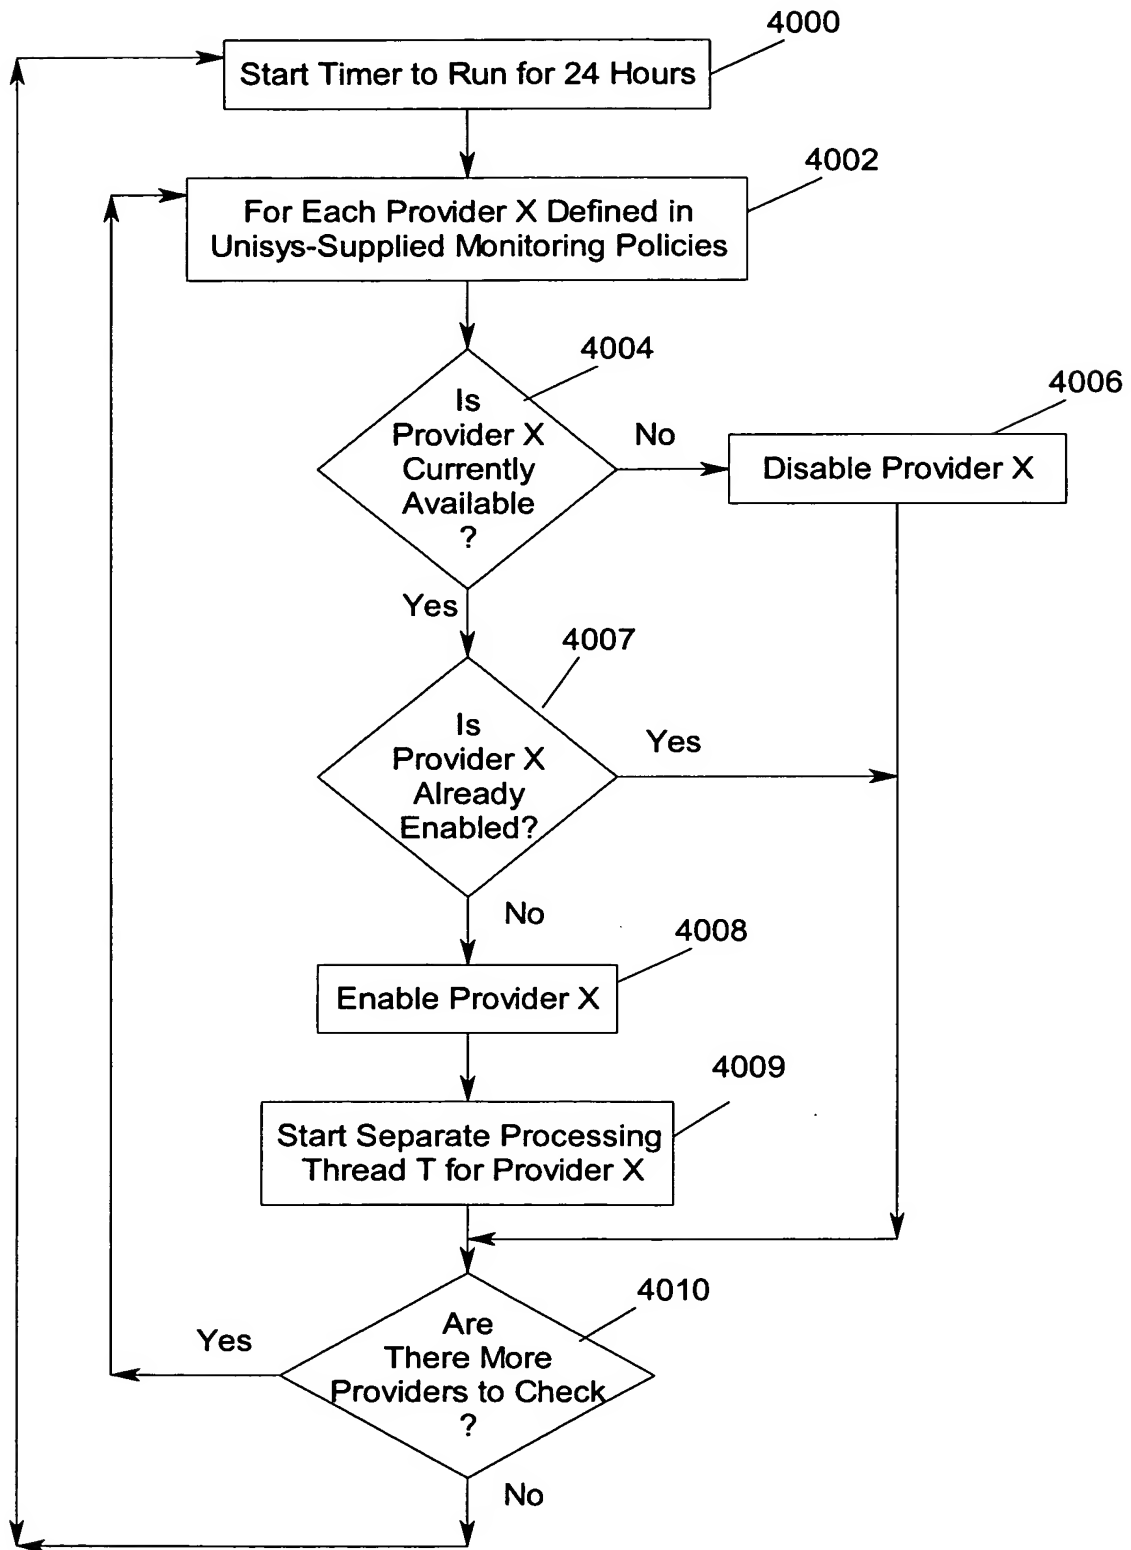 4000
Start Timer to Run for 24 Hours
4002
For Each Provider X Defined in
Unisys-Supplied Monitoring Policies
4004
Is
Provider X
Currently
Available
?
No
4006
Disable Provider X
Yes
4007
Is
Provider X
Already
Enabled?
Yes
No
4008
Enable Provider X
4009
Start Separate Processing
Thread T for Provider X
4010
Are
There More
Providers to Check
?
Yes
No